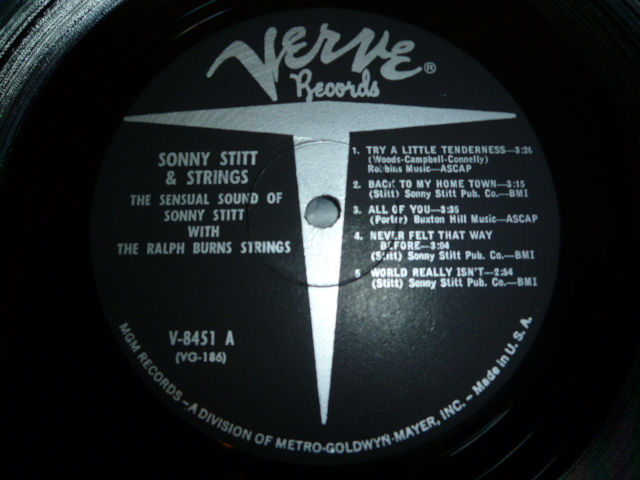 Verve ®
Records
SONNY STITT
& STRINGS
THE SENSUAL SOUND OF
SONNY STITT
WITH
THE RALPH BURNS STRINGS
V-8451 A
(VG-186)
1. TRY A LITTLE TENDERNESS—3:21
(Woods-Campbell-Connelly)
Robbins Music—ASCAP
2. BACK TO MY HOME TOWN—3:15
(Stitt) Sonny Stitt Pub. Co.—BMI
3. ALL OF YOU—3:35
(Porter) Buxton Hill Music—ASCAP
4. NEVER FELT THAT WAY
BEFORE—3:04
(Stitt) Sonny Stitt Pub. Co.—BMI
5. WORLD REALLY ISN'T—2:54
(Stitt) Sonny Stitt Pub. Co.—BMI
MGM RECORDS—A DIVISION OF METRO-GOLDWYN-MAYER, INC.—Made in U.S.A.